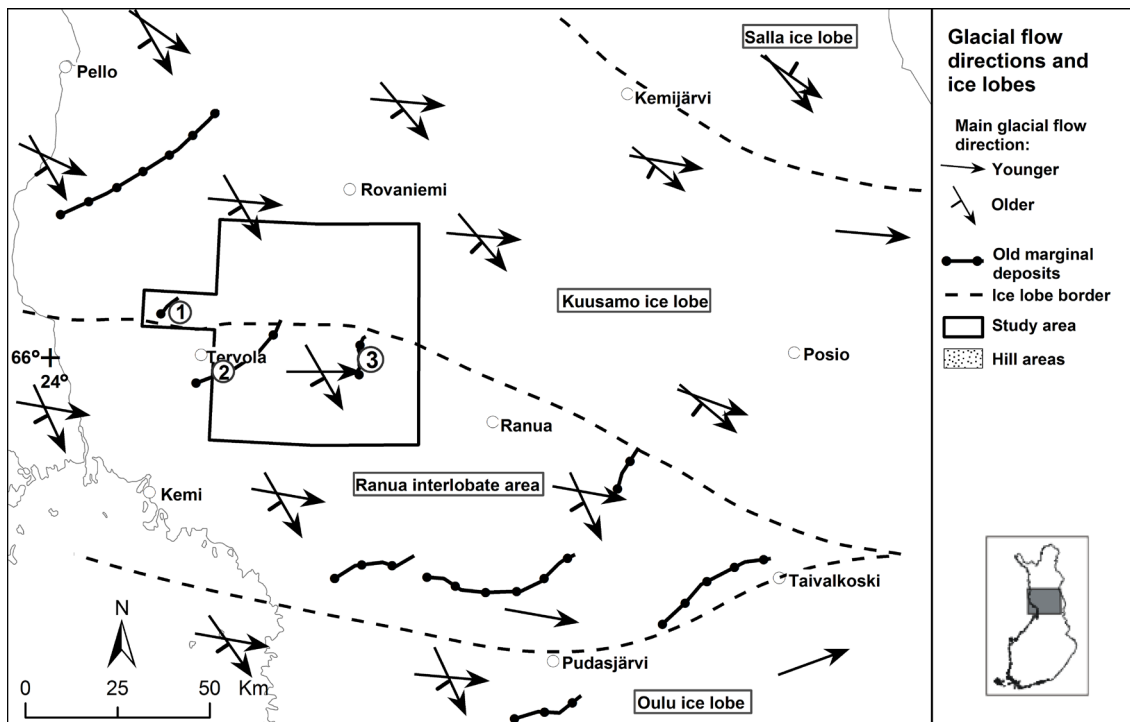 Salla ice lobe
Pello
Kemijärvi
Rovaniemi
Kuusamo ice lobe
1
66°
24°
Tervola
2
3
Posio
Ranua
Ranua interlobate area
Kemi
Taivalkoski
N
Pudasjärvi
0 25 50 Km
Oulu ice lobe
Glacial flow
directions and
ice lobes
Main glacial flow
direction:
Younger
Older
Old marginal
deposits
Ice lobe border
Study area
Hill areas